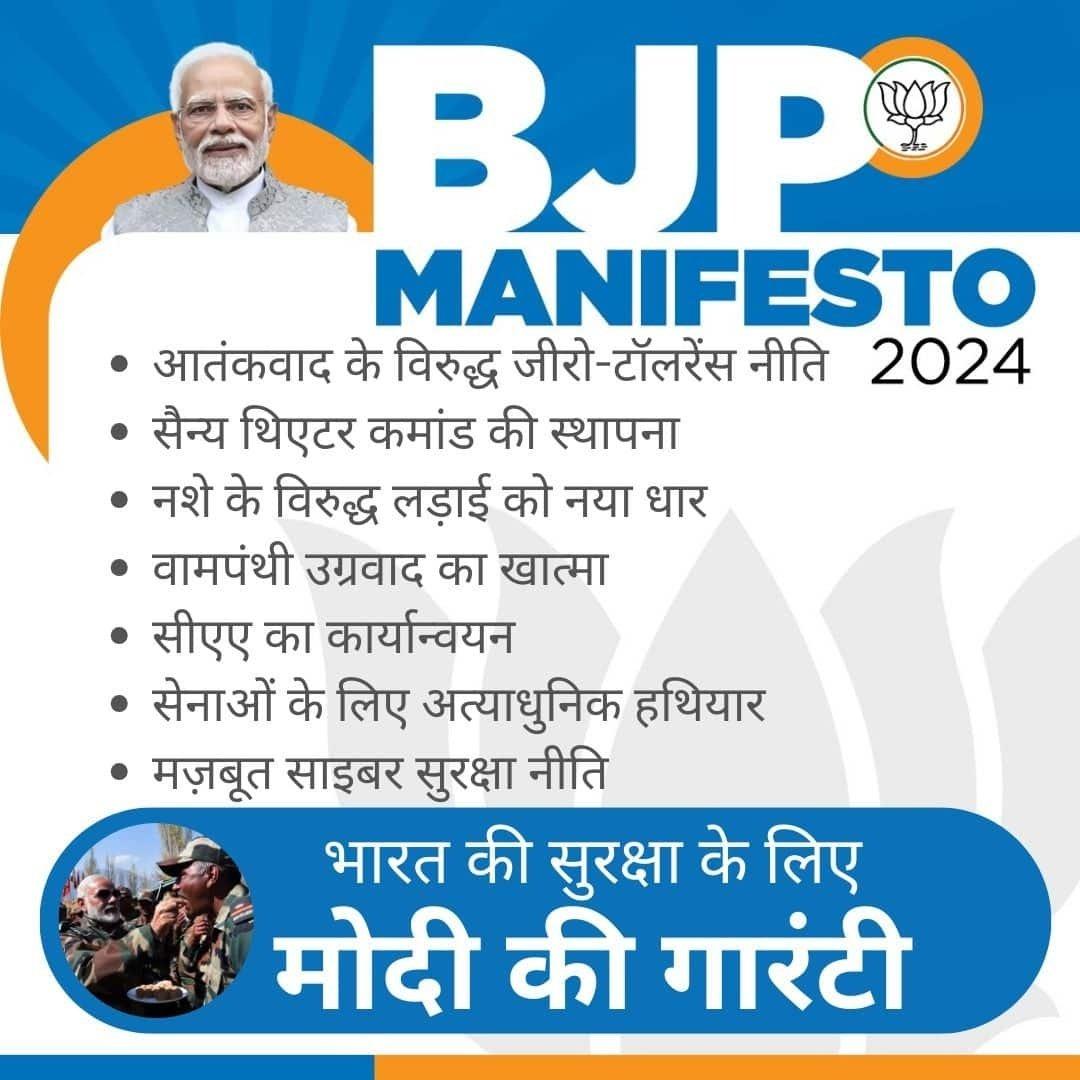 BJP
MANIFESTO
2024
• आतंकवाद के विरुद्ध जीरो-टॉलरेंस नीति
• सैन्य थिएटर कमांड की स्थापना
• नशे के विरुद्ध लड़ाई को नया धार
• वामपंथी उग्रवाद का खात्मा
• सीएए का कार्यान्वयन
• सेनाओं के लिए अत्याधुनिक हथियार
• मज़बूत साइबर सुरक्षा नीति
भारत की सुरक्षा के लिए
मोदी की गारंटी